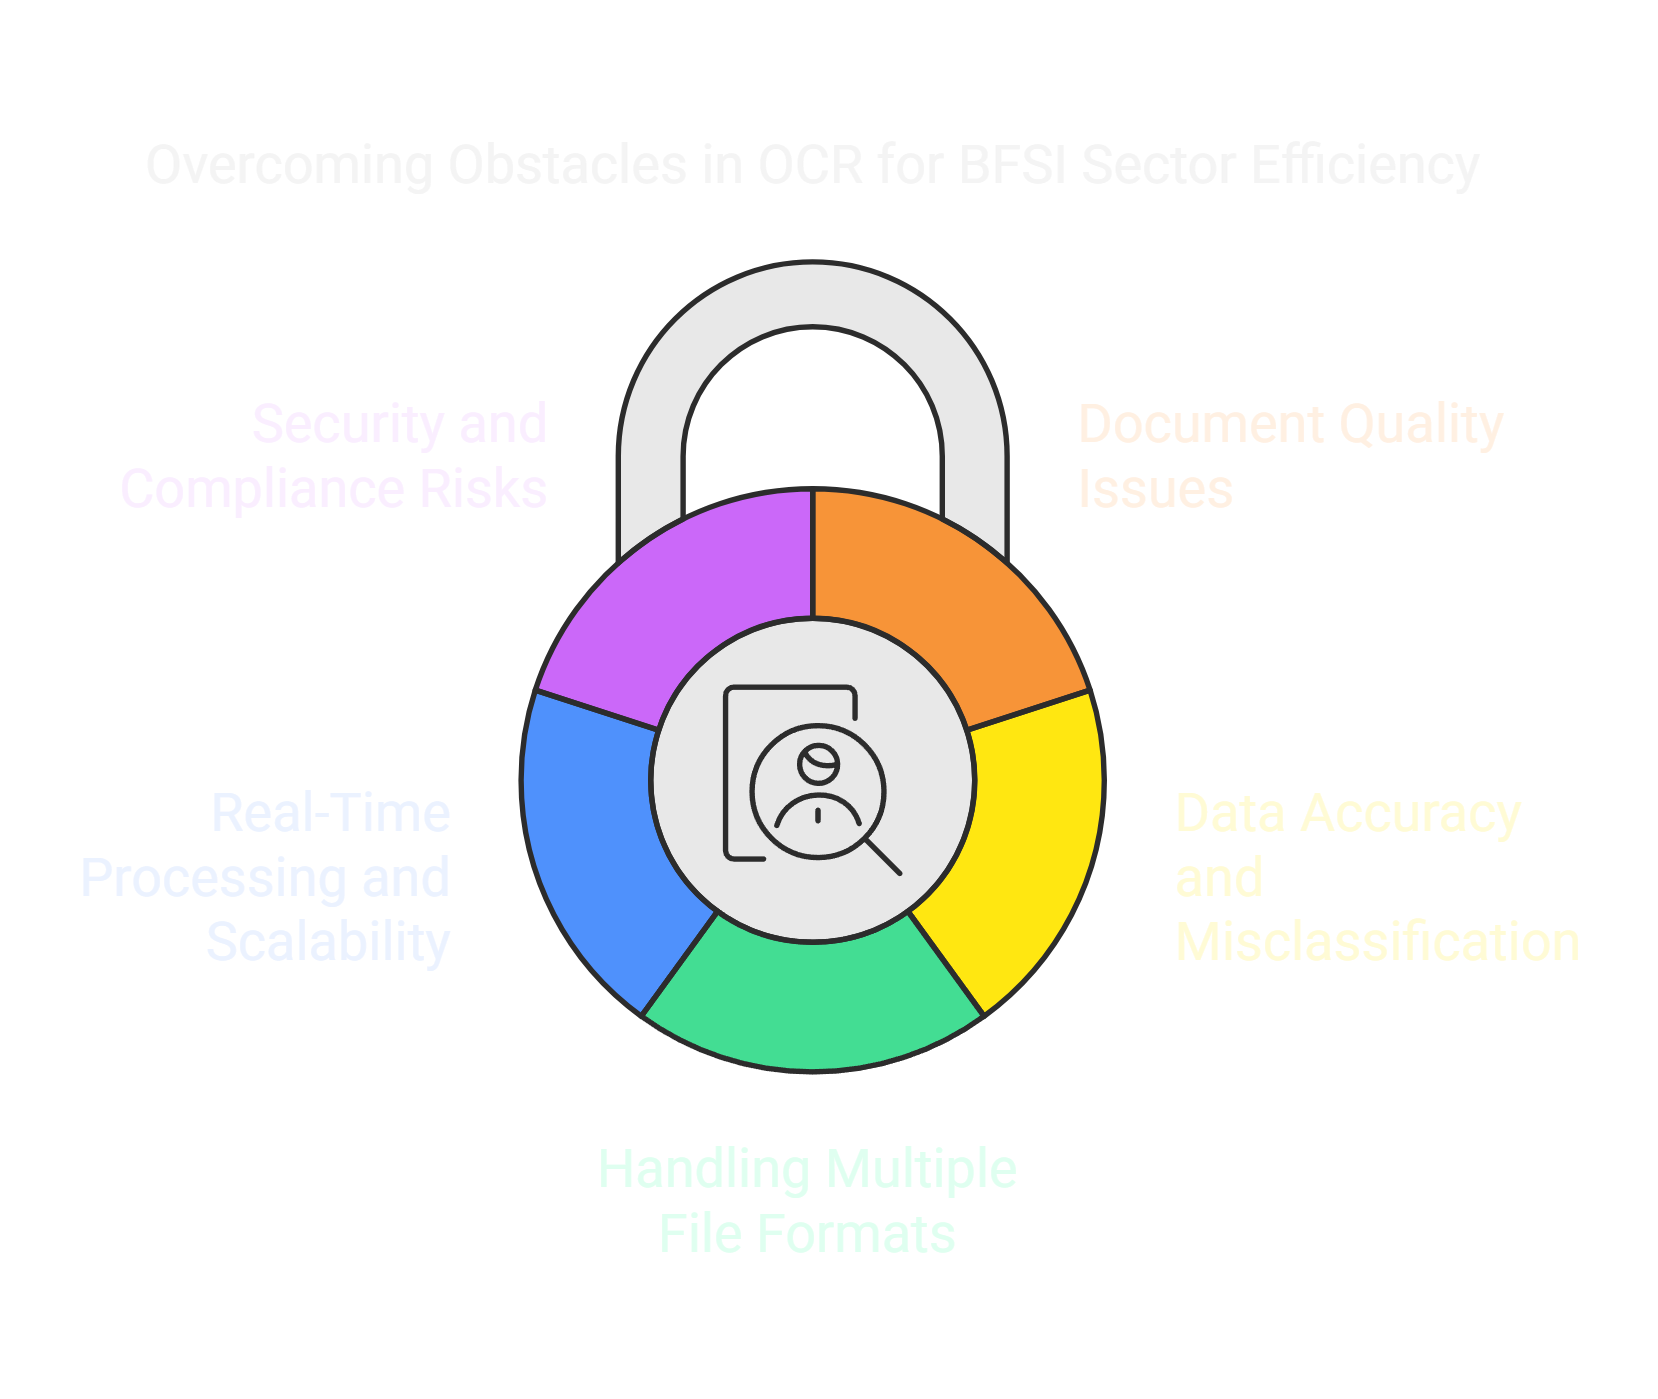 Overcoming Obstacles in OCR for BFSI Sector Efficiency
Security and
Compliance Risks
Document Quality
Issues
Real-Time
Processing and
Scalability
Data Accuracy
and
Misclassification
Handling Multiple
File Formats